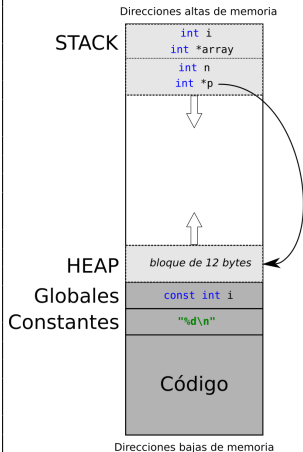 Direcciones altas de memoria
STACK
int i
int *array
int n
int *p
HEAP
bloque de 12 bytes
Globales
const int i
Constantes
"%d\n"
Código
Direcciones bajas de memoria